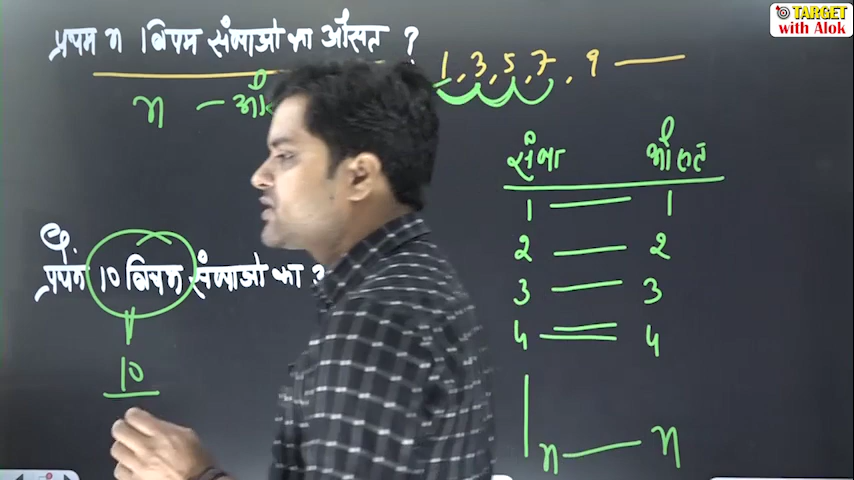 TARGET
with Alok
प्रथम n विषम संख्याओ का औसत ?
1, 3, 5, 7, 9
n
संख्या औसत
1 1
2 2
3 3
4 4
n n
Eg.
प्रथम 10 विषम संख्याओ का
10